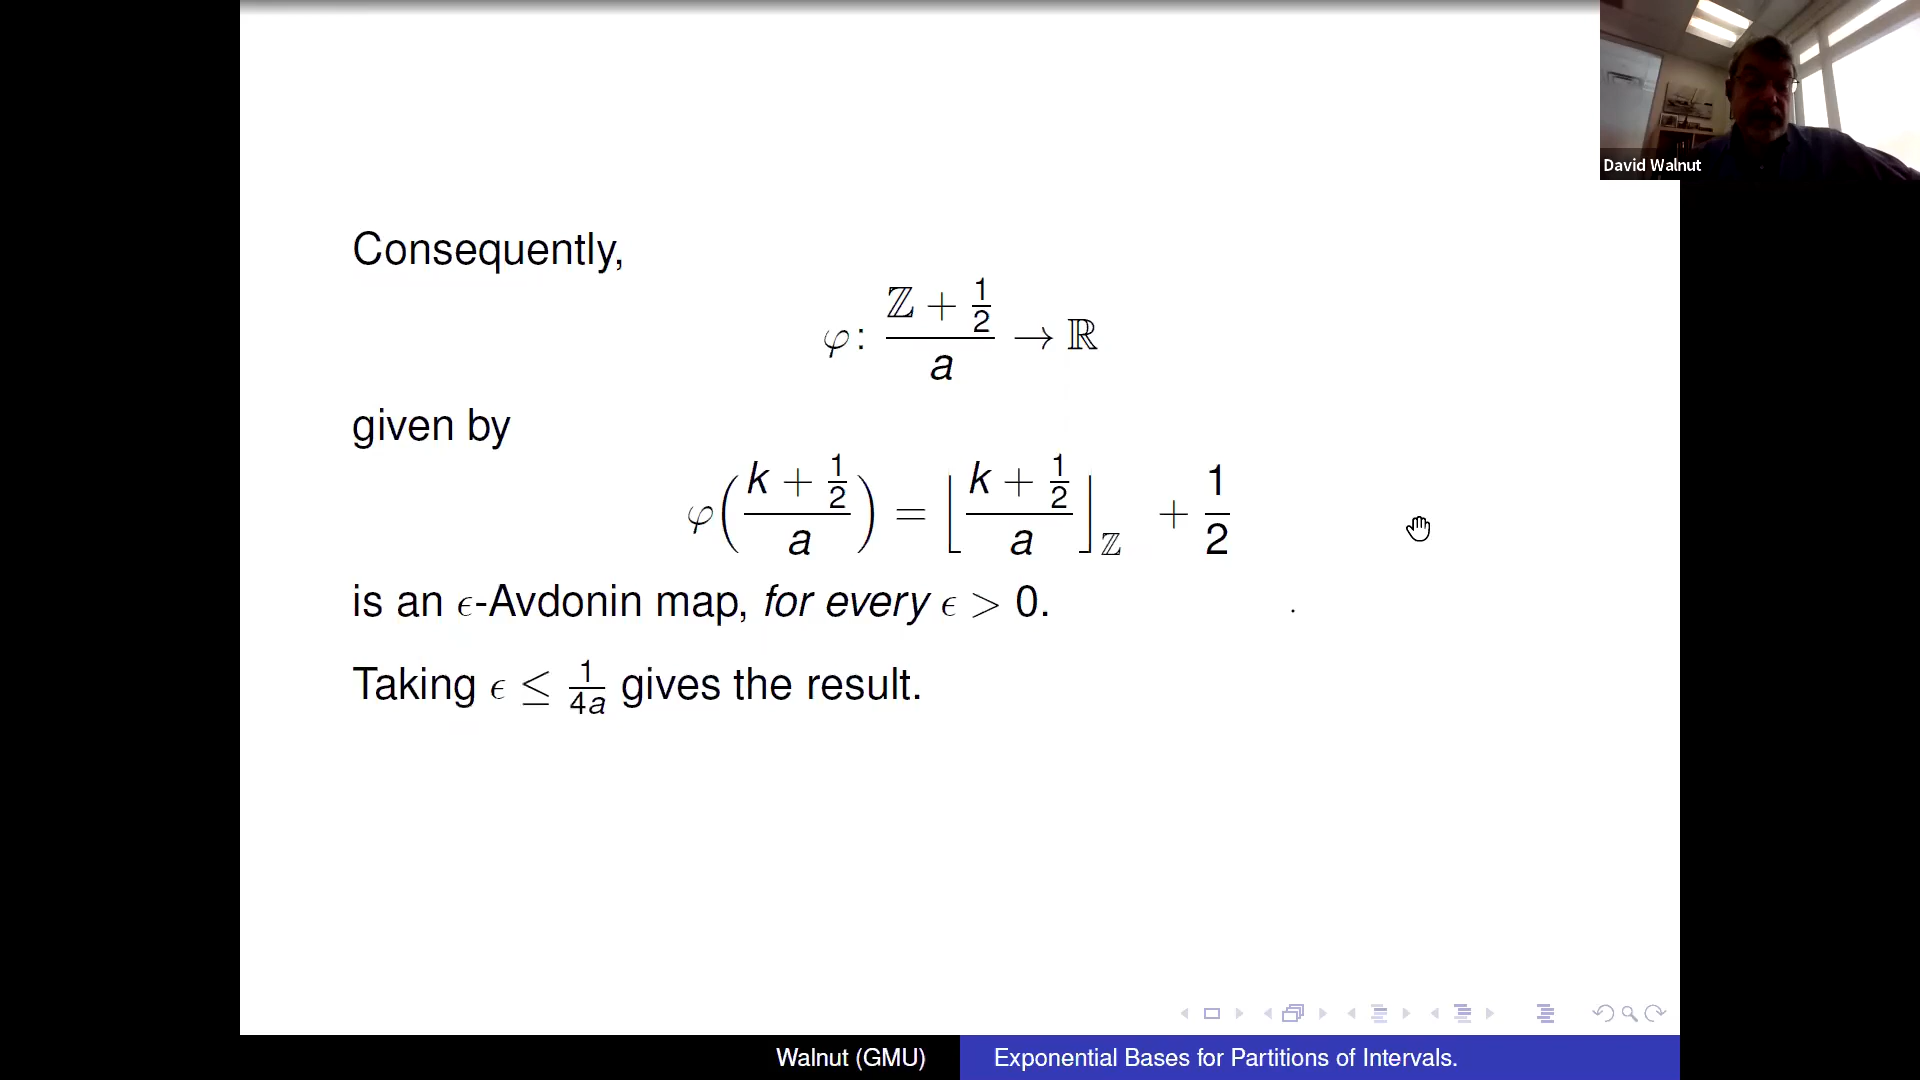 David Walnut
Consequently,
φ: (ℤ + 1/2)/a → ℝ
given by
φ((k + 1/2)/a) = ⌊(k + 1/2)/a⌋_ℤ + 1/2
is an ϵ-Avdonin map, for every ϵ > 0.
Taking ϵ ≤ 1/4a gives the result.
Walnut (GMU)
Exponential Bases for Partitions of Intervals.